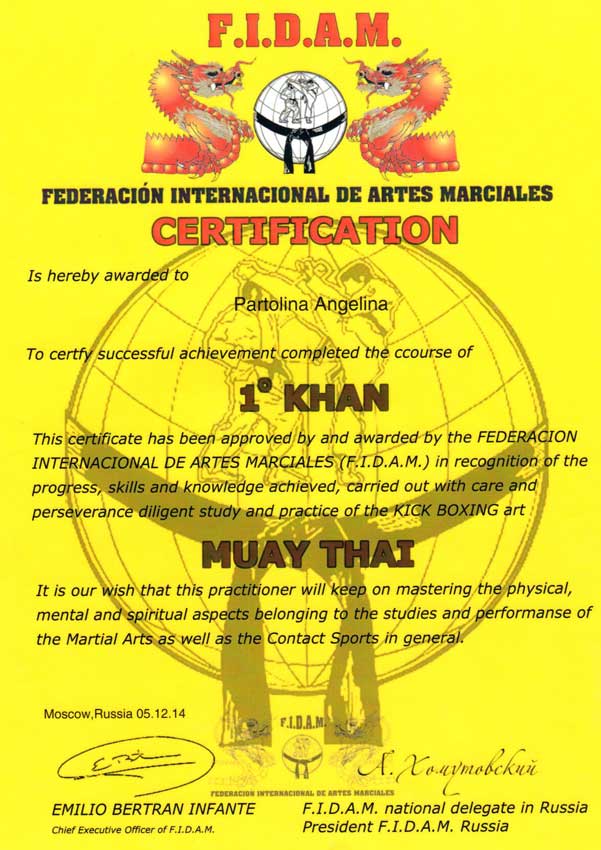 F.I.D.A.M.
FEDERACIÓN INTERNACIONAL DE ARTES MARCIALES
CERTIFICATION
Is hereby awarded to
Partolina Angelina
To certfy successful achievement completed the ccourse of
1º KHAN
This certificate has been approved by and awarded by the FEDERACION
INTERNACIONAL DE ARTES MARCIALES (F.I.D.A.M.) in recognition of the
progress, skills and knowledge achieved, carried out with care and
perseverance diligent study and practice of the KICK BOXING art
MUAY THAI
It is our wish that this practitioner will keep on mastering the physical,
mental and spiritual aspects belonging to the studies and performanse of
the Martial Arts as well as the Contact Sports in general.
Moscow,Russia 05.12.14
F.I.D.A.M.
Л. Хомутовский
FEDERACIÓN INTERNACIONAL DE ARTES MARCIALES
EMILIO BERTRAN INFANTE
Chief Executive Officer of F.I.D.A.M.
F.I.D.A.M. national delegate in Russia
President F.I.D.A.M. Russia